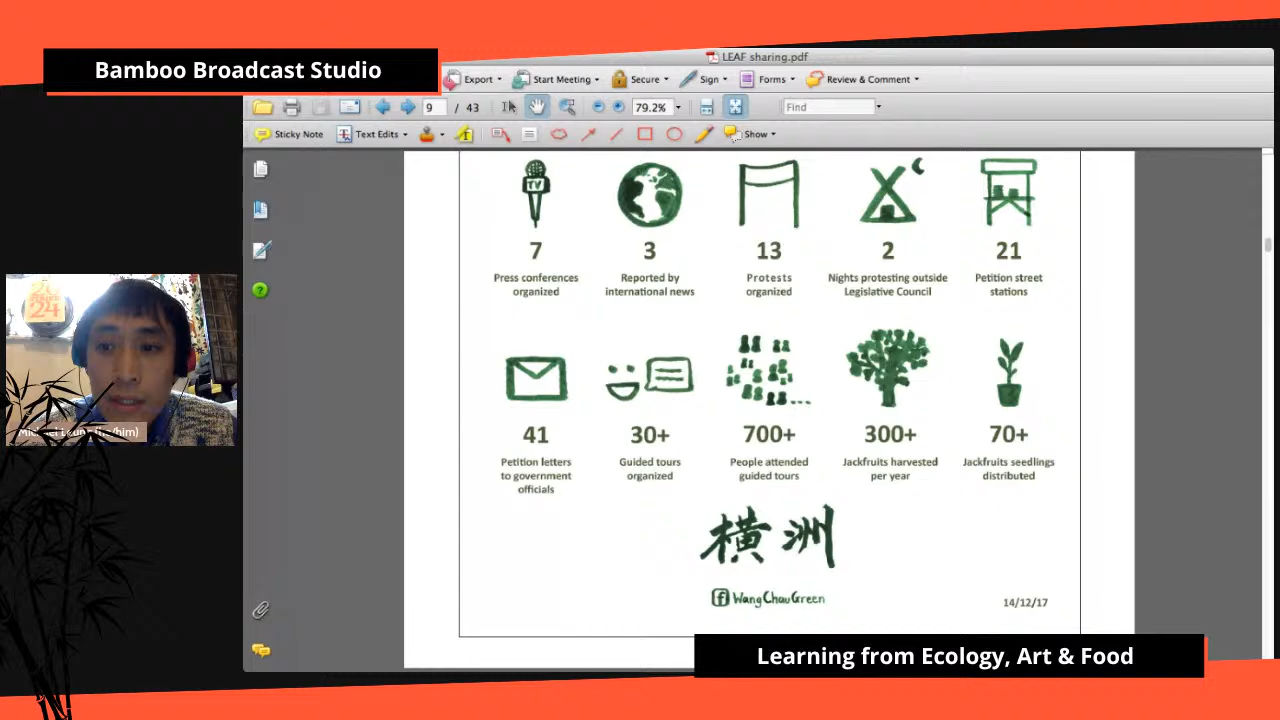 Bamboo Broadcast Studio
LEAF sharing.pdf
Export
Start Meeting
Secure
Sign
Forms
Review & Comment
9 / 43
79.2%
Find
Sticky Note
Text Edits
Show
TV
7
Press conferences
organized
3
Reported by
international news
13
Protests
organized
2
Nights protesting outside
Legislative Council
21
Petition street
stations
24
41
Petition letters
to government
officials
30+
Guided tours
organized
700+
People attended
guided tours
300+
Jackfruits harvested
per year
70+
Jackfruits seedlings
distributed
(he/him)
橫洲
WangChauGreen
14/12/17
Learning from Ecology, Art & Food